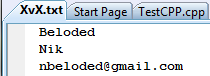 XvX.txt Start Page TestCPP.cpp
Beloded
Nik
nbeloded@gmail.com